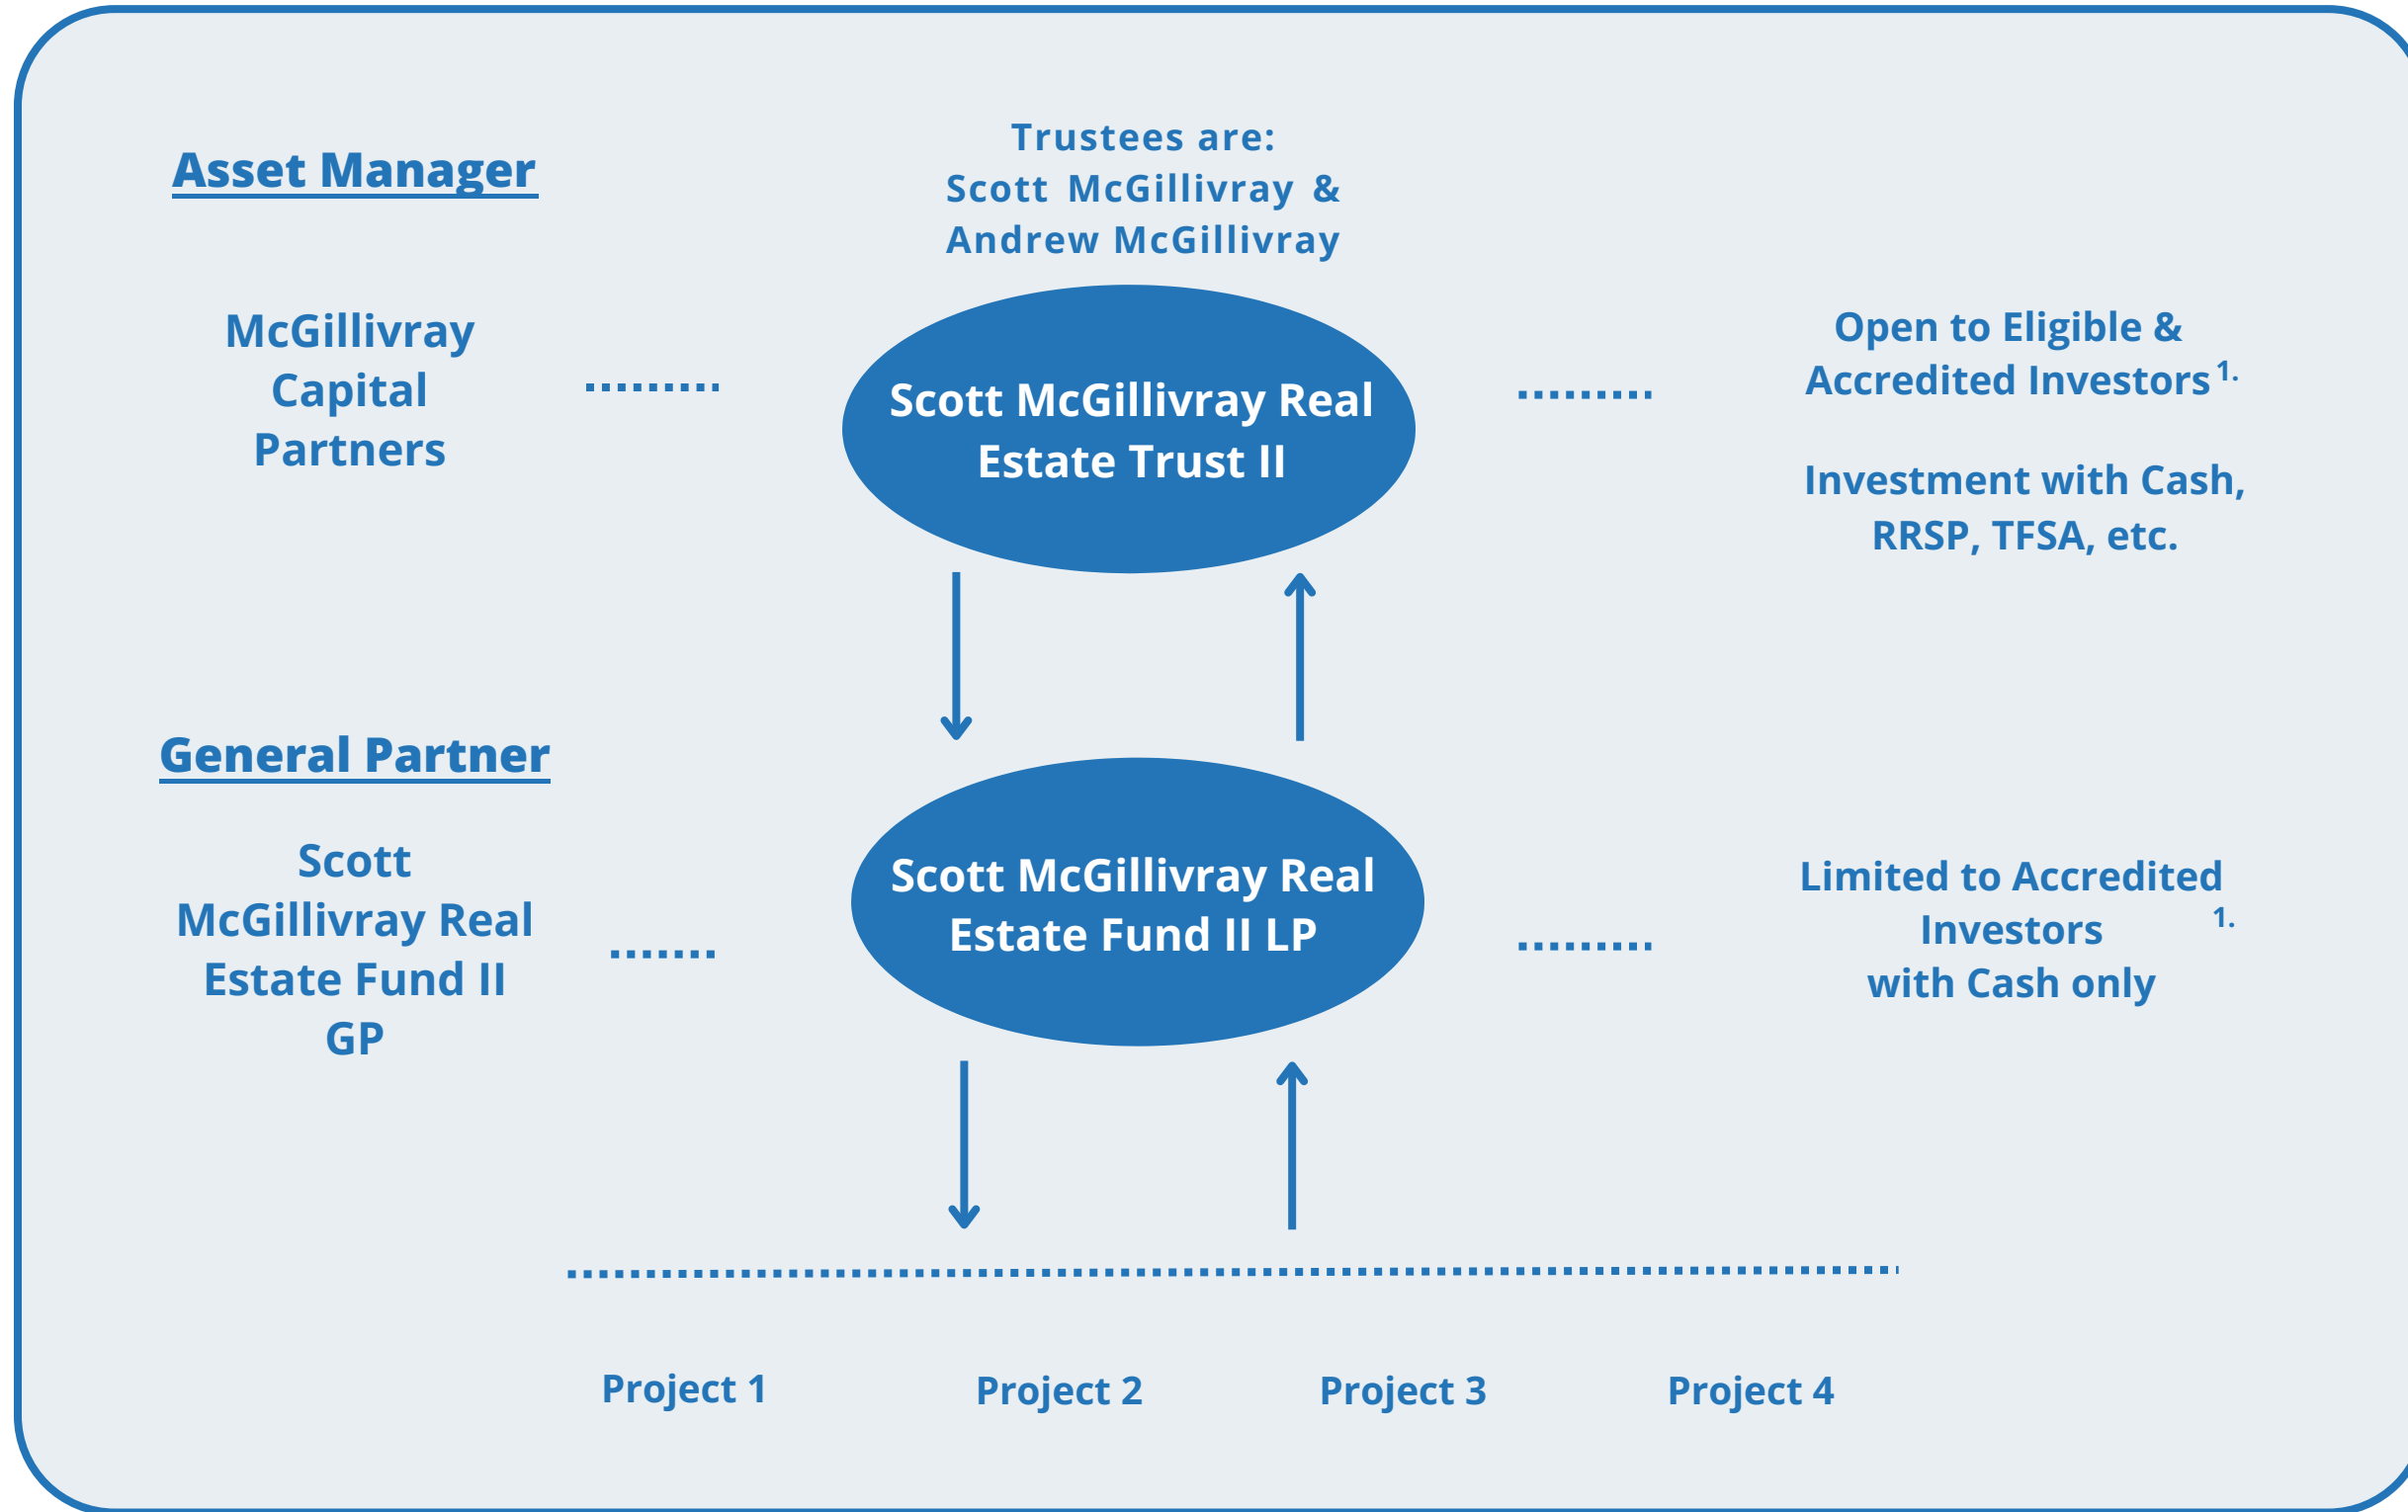 Asset Manager
McGillivray
Capital
Partners
Trustees are:
Scott McGillivray &
Andrew McGillivray
Scott McGillivray Real
Estate Trust II
Open to Eligible &
Accredited Investors 1.
Investment with Cash,
RRSP, TFSA, etc.
General Partner
Scott
McGillivray Real
Estate Fund II
GP
Scott McGillivray Real
Estate Fund II LP
Limited to Accredited
Investors 1.
with Cash only
Project 1
Project 2
Project 3
Project 4